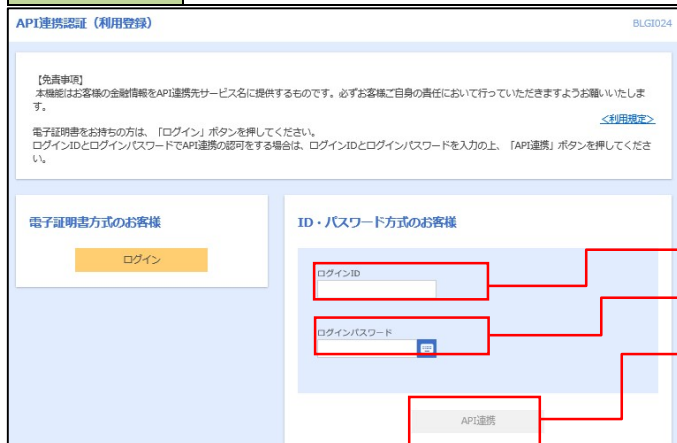 API連携認証（利用登録）
BLGI024
【免責事項】
本機能はお客様の金融情報をAPI連携先サービス名に提供するものです。必ずお客様ご自身の責任において行っていただきますようお願いいたしま
す。
＜利用規定＞
電子証明書をお持ちの方は、「ログイン」ボタンを押してください。
ログインIDとログインパスワードでAPI連携の認可をする場合は、ログインIDとログインパスワードを入力の上、「API連携」ボタンを押してくださ
い。
電子証明書方式のお客様
ログイン
ID・パスワード方式のお客様
ログインID
ログインパスワード
API連携